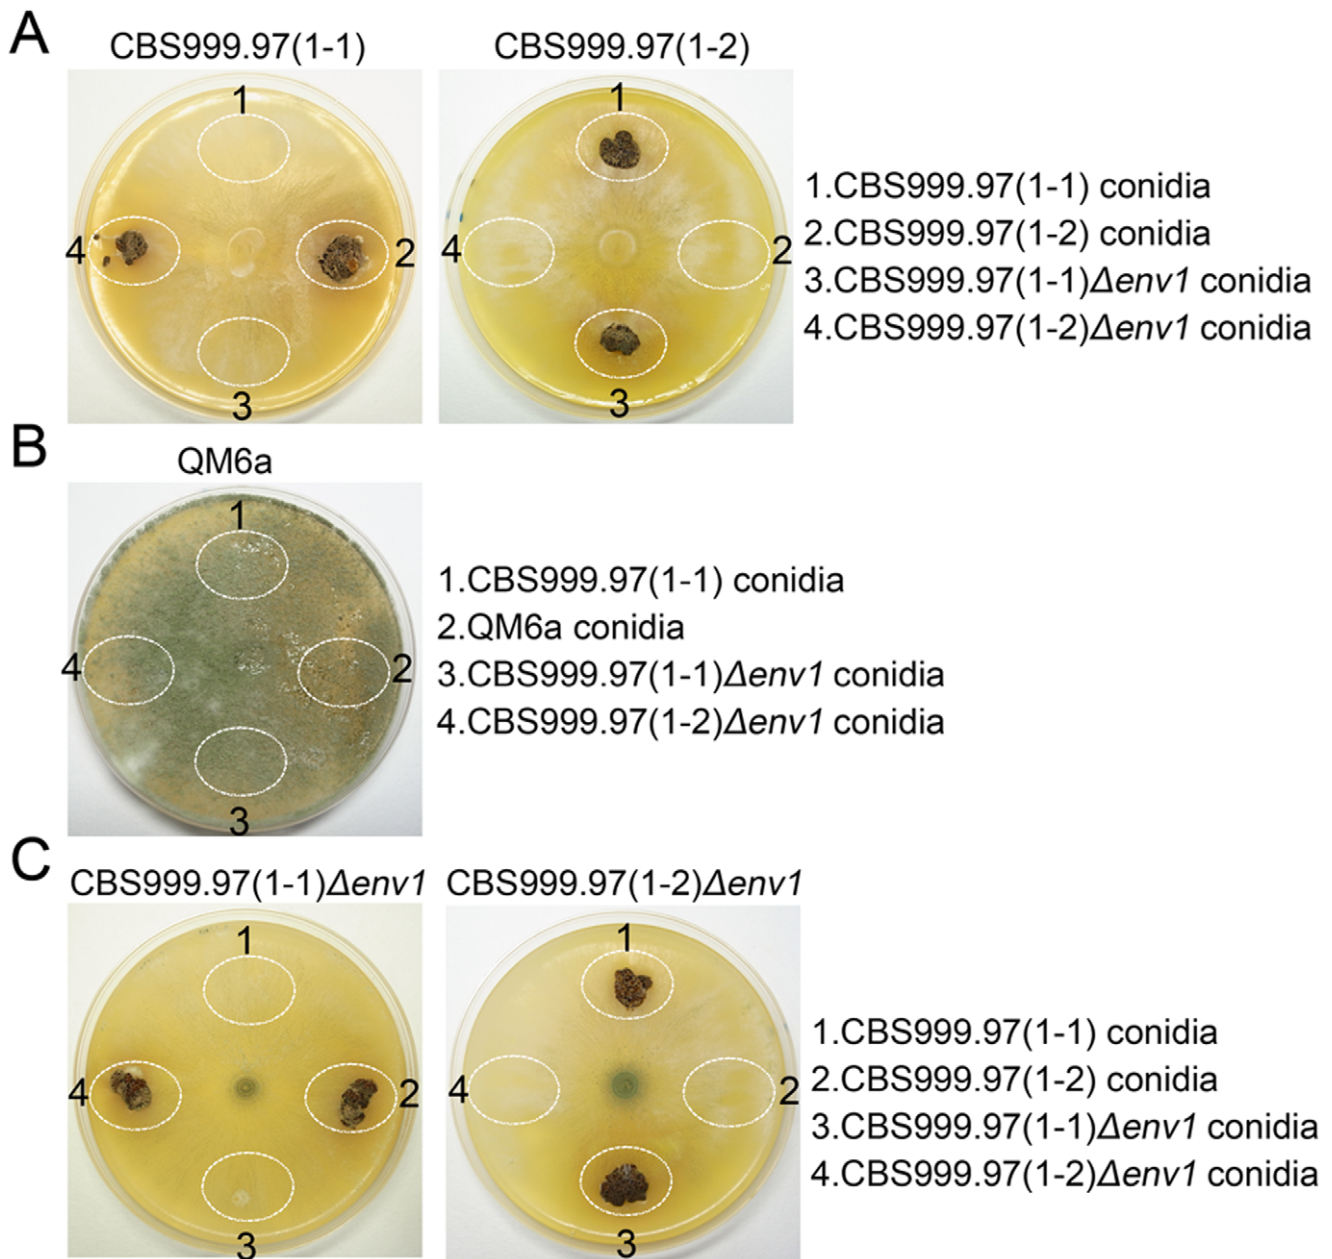 A
CBS999.97(1-1)
CBS999.97(1-2)
1
2
3
4
1
2
3
4
1.CBS999.97(1-1) conidia
2.CBS999.97(1-2) conidia
3.CBS999.97(1-1)Δenv1 conidia
4.CBS999.97(1-2)Δenv1 conidia
B
QM6a
1
2
3
4
1.CBS999.97(1-1) conidia
2.QM6a conidia
3.CBS999.97(1-1)Δenv1 conidia
4.CBS999.97(1-2)Δenv1 conidia
C
CBS999.97(1-1)Δenv1
CBS999.97(1-2)Δenv1
1
2
3
4
1
2
3
4
1.CBS999.97(1-1) conidia
2.CBS999.97(1-2) conidia
3.CBS999.97(1-1)Δenv1 conidia
4.CBS999.97(1-2)Δenv1 conidia